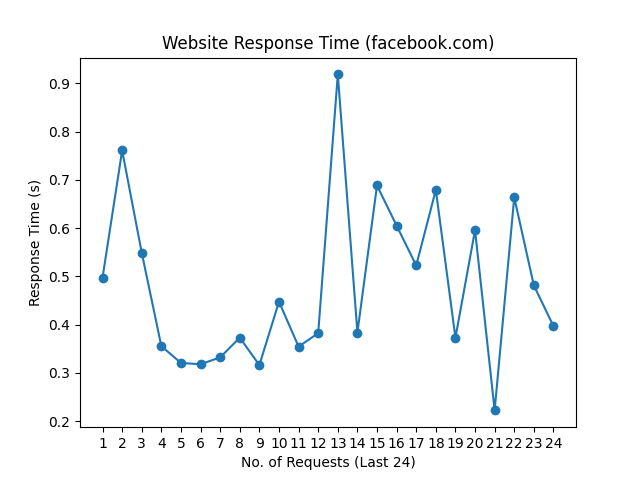 Website Response Time (facebook.com)
0.9
0.8
0.7
0.6
0.5
0.4
0.3
0.2
Response Time (s)
1 2 3 4 5 6 7 8 9 10 11 12 13 14 15 16 17 18 19 20 21 22 23 24
No. of Requests (Last 24)